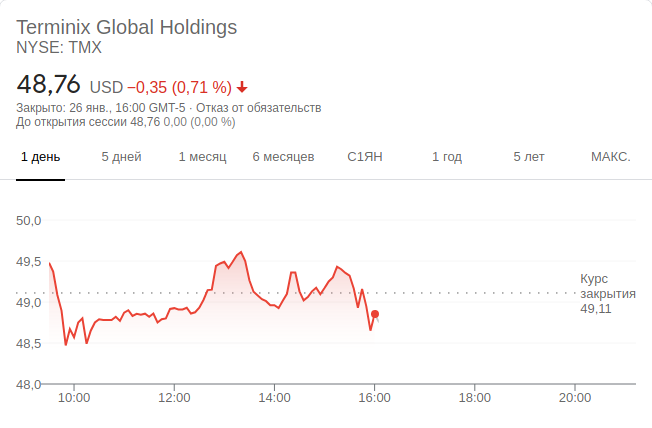 Terminix Global Holdings
NYSE: TMX
48,76 USD −0,35 (0,71 %)
Закрыто: 26 янв., 16:00 GMT-5 · Отказ от обязательств
До открытия сессии 48,76 0,00 (0,00 %)
1 день 5 дней 1 месяц 6 месяцев С1ЯН 1 год 5 лет МАКС.
50,0
49,5
Курс
закрытия
49,11
49,0
48,5
48,0
10:00 12:00 14:00 16:00 18:00 20:00